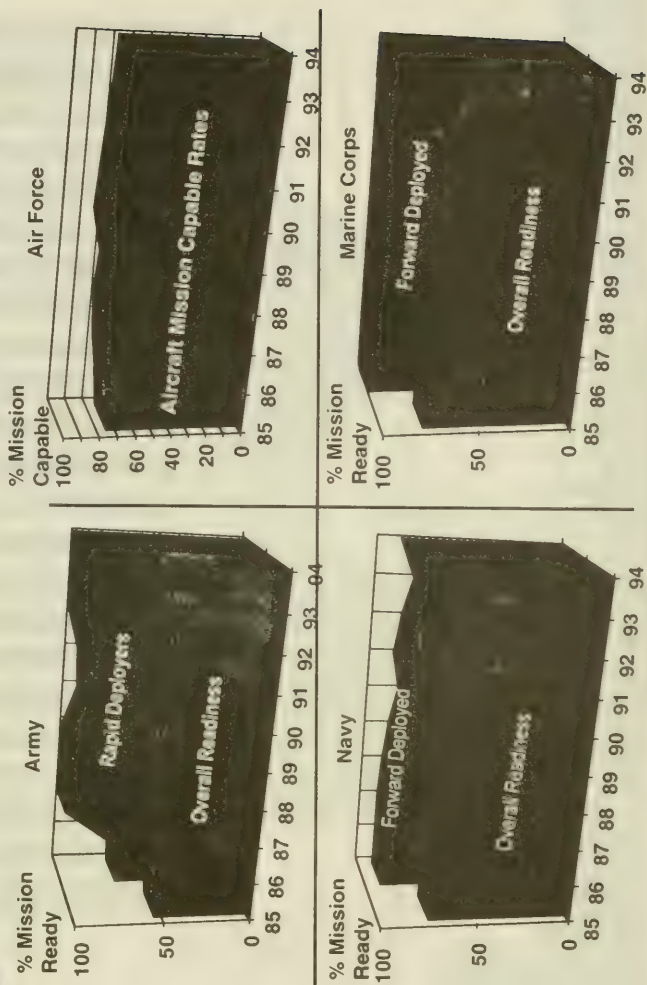 Army
% Mission
Ready
100
50
0
Rapid Deployers
Overall Readiness
85 86 87 88 89 90 91 92 93 94
Air Force
% Mission
Capable
100
80
60
40
20
0
Aircraft Mission Capable Rates
85 86 87 88 89 90 91 92 93 94
Navy
% Mission
Ready
100
50
0
Forward Deployed
Overall Readiness
85 86 87 88 89 90 91 92 93 94
Marine Corps
% Mission
Ready
100
50
0
Forward Deployed
Overall Readiness
85 86 87 88 89 90 91 92 93 94